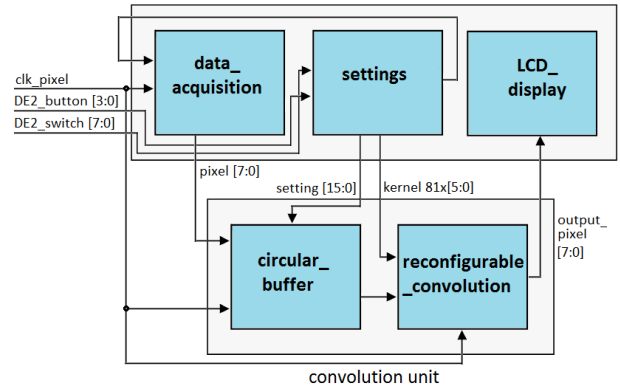 data_
acquisition
settings
LCD_
display
clk_pixel
DE2_button [3:0]
DE2_switch [7:0]
pixel [7:0]
setting [15:0]
kernel 81x[5:0]
output_
pixel
[7:0]
circular_
buffer
reconfigurable
_convolution
convolution unit